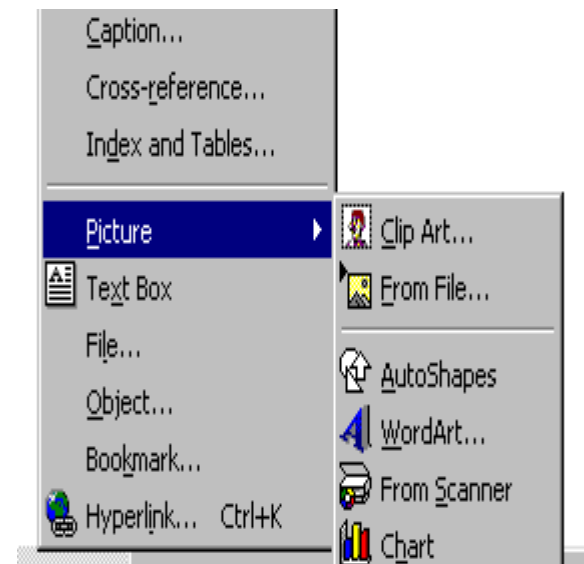 Caption...
Cross-reference...
Index and Tables...
Picture
Text Box
File...
Object...
Bookmark...
Hyperlink... Ctrl+K
Clip Art...
From File...
AutoShapes
WordArt...
From Scanner
Chart